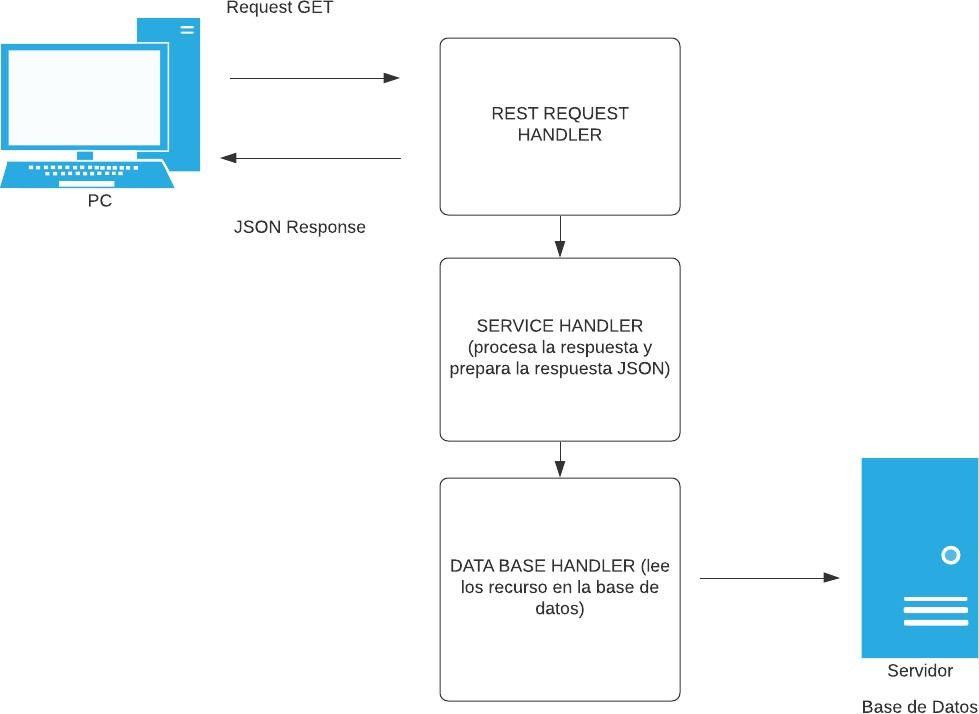 Request GET
REST REQUEST
HANDLER
PC
JSON Response
SERVICE HANDLER
(procesa la respuesta y
prepara la respuesta JSON)
DATA BASE HANDLER (lee
los recurso en la base de
datos)
Servidor
Base de Datos